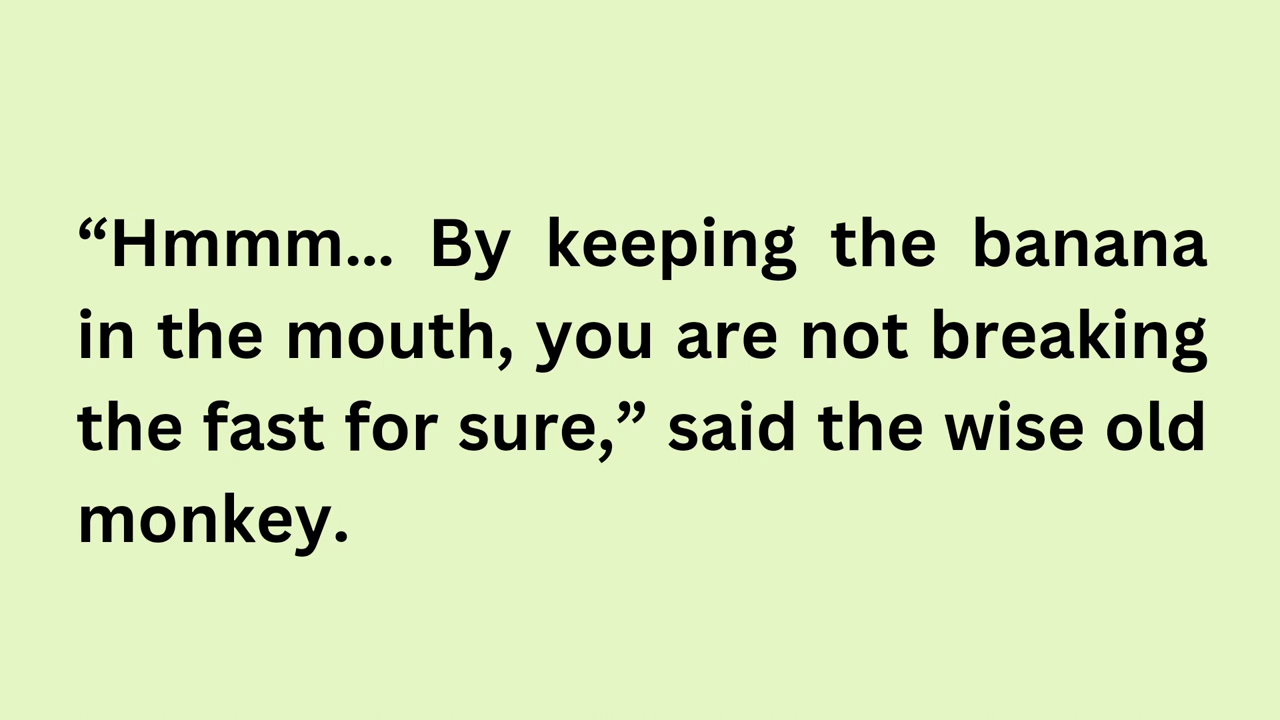 “Hmmm... By keeping the banana
in the mouth, you are not breaking
the fast for sure,” said the wise old
monkey.